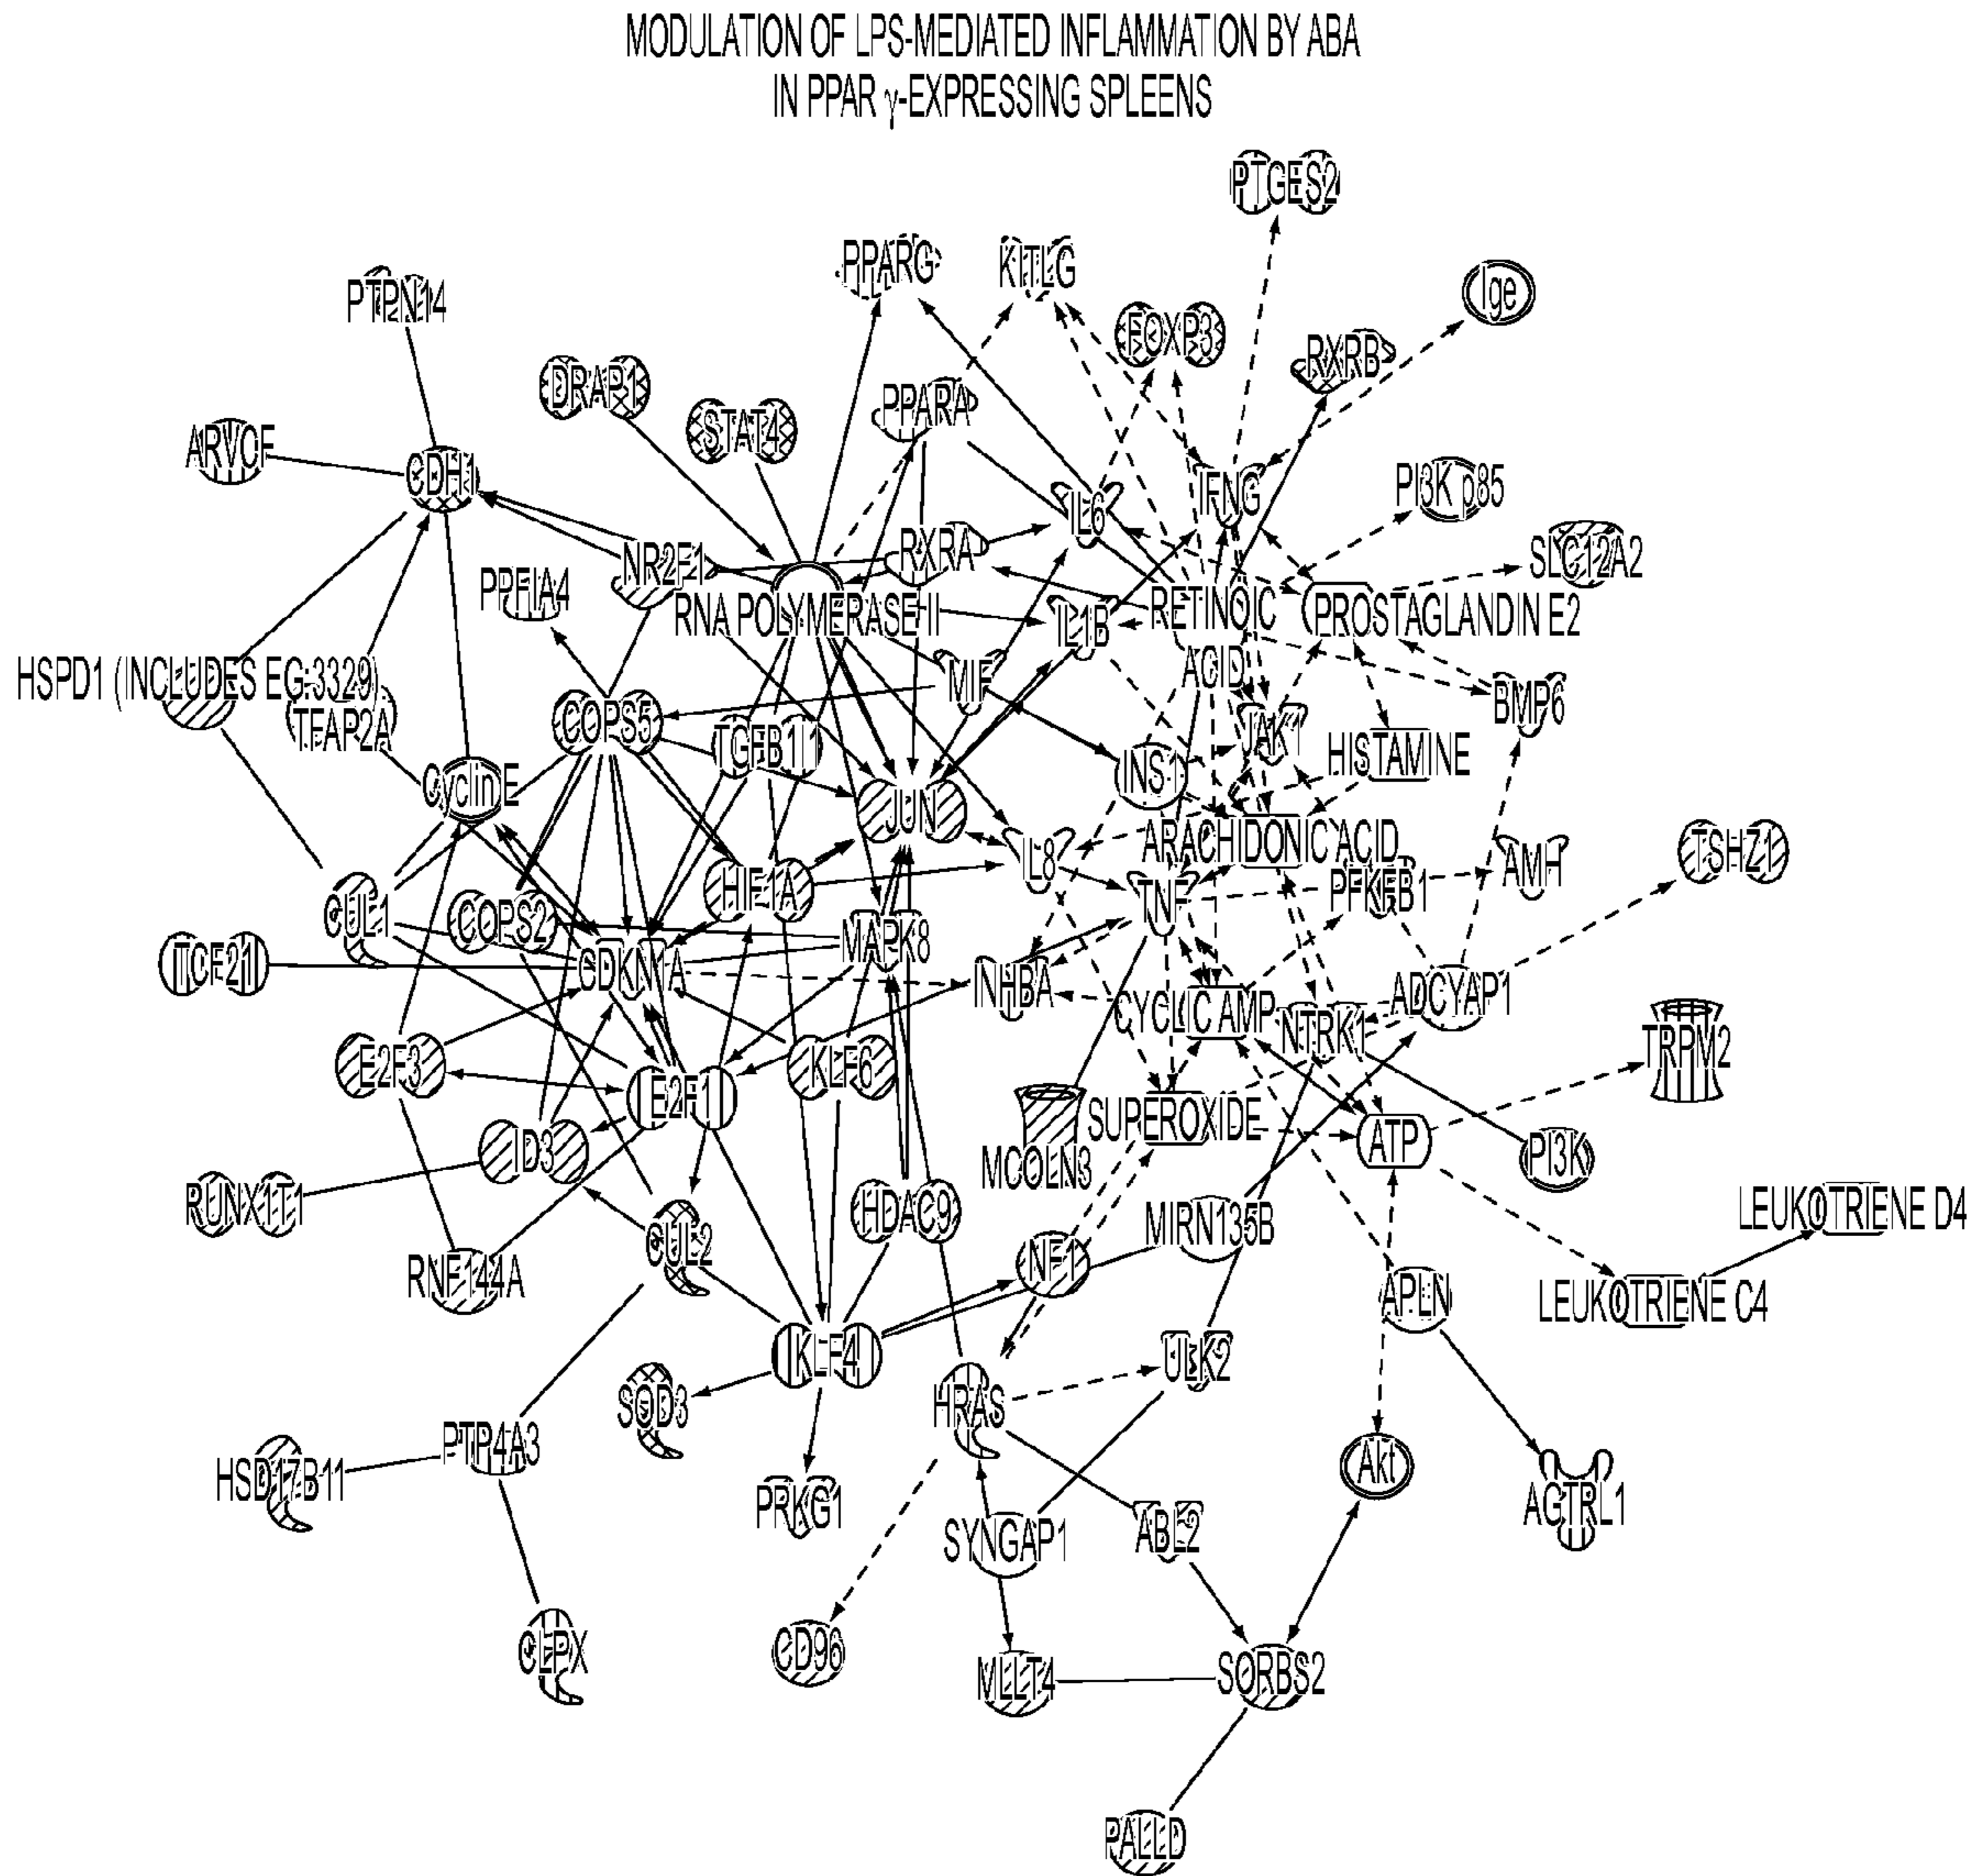 MODULATION OF LPS-MEDIATED INFLAMMATION BY ABA
IN PPAR γ-EXPRESSING SPLEENS
PTGES2
PPARG
KITLG
PTPN14
Ige
FOXP3
RXRB
DRAP1
PPARA
STAT4
ARVCF
CDH1
IL6
IFNG
PI3K p85
SLC12A2
NR2F1
RXRA
PPFIA4
RNA POLYMERASE II
IL1B
RETINOIC
ACID
PROSTAGLANDIN E2
HSPD1 (INCLUDES EG:3329)
TFAP2A
COPS5
MIF
BMP6
TGFB1I1
JAK1
HISTAMINE
INS1
Cyclin E
JUN
ARACHIDONIC ACID
IL8
TSHZ1
AMH
PFKFB1
HIF1A
TNF
CUL1
COPS2
MAPK8
TCF21
CDKN1A
INHBA
CYCLIC AMP
ADCYAP1
NTRK1
TRPM2
E2F3
KLF6
E2F1
SUPEROXIDE
ATP
MCOLN3
ID3
PI3K
RUNX1T1
HDAC9
MIRN135B
LEUKOTRIENE D4
CUL2
RNF144A
NF1
APLN
LEUKOTRIENE C4
KLF4
ULK2
SOD3
HRAS
PTP4A3
Akt
HSD17B11
PRKG1
AGTRL1
SYNGAP1
ABL2
CLPX
CD96
MLLT4
SORBS2
PALLD